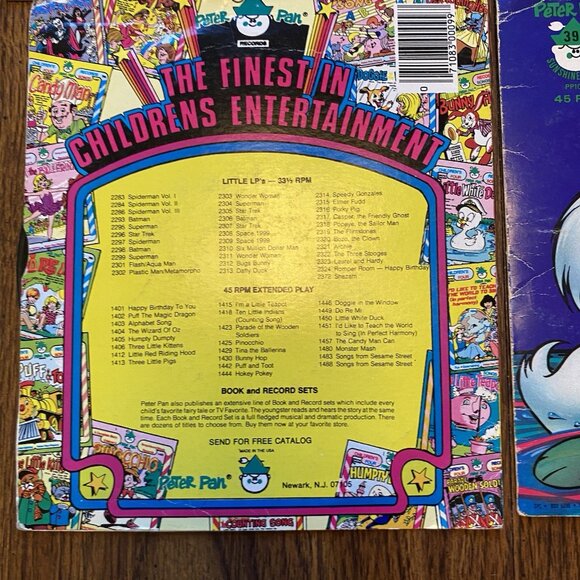 Peter Pan®
RECORDS
THE FINEST IN
CHILDRENS ENTERTAINMENT
LITTLE LP's — 33⅓ RPM
2283 Spiderman Vol. I
2284 Spiderman Vol. II
2286 Spiderman Vol. III
2293 Batman
2295 Superman
2296 Star Trek
2297 Spiderman
2298 Batman
2299 Superman
2301 Flash/Aqua Man
2302 Plastic Man/Metamorpho
2303 Wonder Woman
2304 Superman
2305 Star Trek
2306 Batman
2307 Star Trek
2308 Space 1999
2309 Space 1999
2310 Six Million Dollar Man
2311 Wonder Woman
2312 Bugs Bunny
2313 Daffy Duck
2314 Speedy Gonzales
2315 Elmer Fudd
2316 Porky Pig
2317 Casper, the Friendly Ghost
2318 Popeye, the Sailor Man
2319 The Flintstones
2320 Bozo, the Clown
2321 Archie
2322 The Three Stooges
2323 Laurel and Hardy
2324 Romper Room — Happy Birthday
2972 Shazam
45 RPM EXTENDED PLAY
1401 Happy Birthday To You
1402 Puff The Magic Dragon
1403 Alphabet Song
1404 The Wizard Of Oz
1405 Humpty Dumpty
1406 Three Little Kittens
1412 Little Red Riding Hood
1413 Three Little Pigs
1415 I'm a Little Teapot
1418 Ten Little Indians
(Counting Song)
1423 Parade of the Wooden
Soldiers
1425 Pinocchio
1429 Tina the Ballerina
1430 Bunny Hop
1442 Puff and Toot
1444 Hokey Pokey
1446 Doggie in the Window
1449 Do Re Mi
1450 Little White Duck
1451 I'd Like to Teach the World
to Sing (In Perfect Harmony)
1457 The Candy Man Can
1480 Monster Mash
1483 Songs from Sesame Street
1488 Songs from Sesame Street
BOOK and RECORD SETS
Peter Pan also publishes an extensive line of Book and Record sets which include every
child's favorite fairy tale or TV Favorite. The youngster reads and hears the story at the same
time. Each Book and Record Set is a full fledged musical and dramatic production. There
are dozens of titles to choose from. Buy them now at your favorite store.
SEND FOR FREE CATALOG
MADE IN THE USA
Peter Pan®
Newark, N.J. 07105
0 71083 00099
Candy Man
PINOCCHIO
HUMPTY
COUNTING SONG
Peter Pan
39
45 R